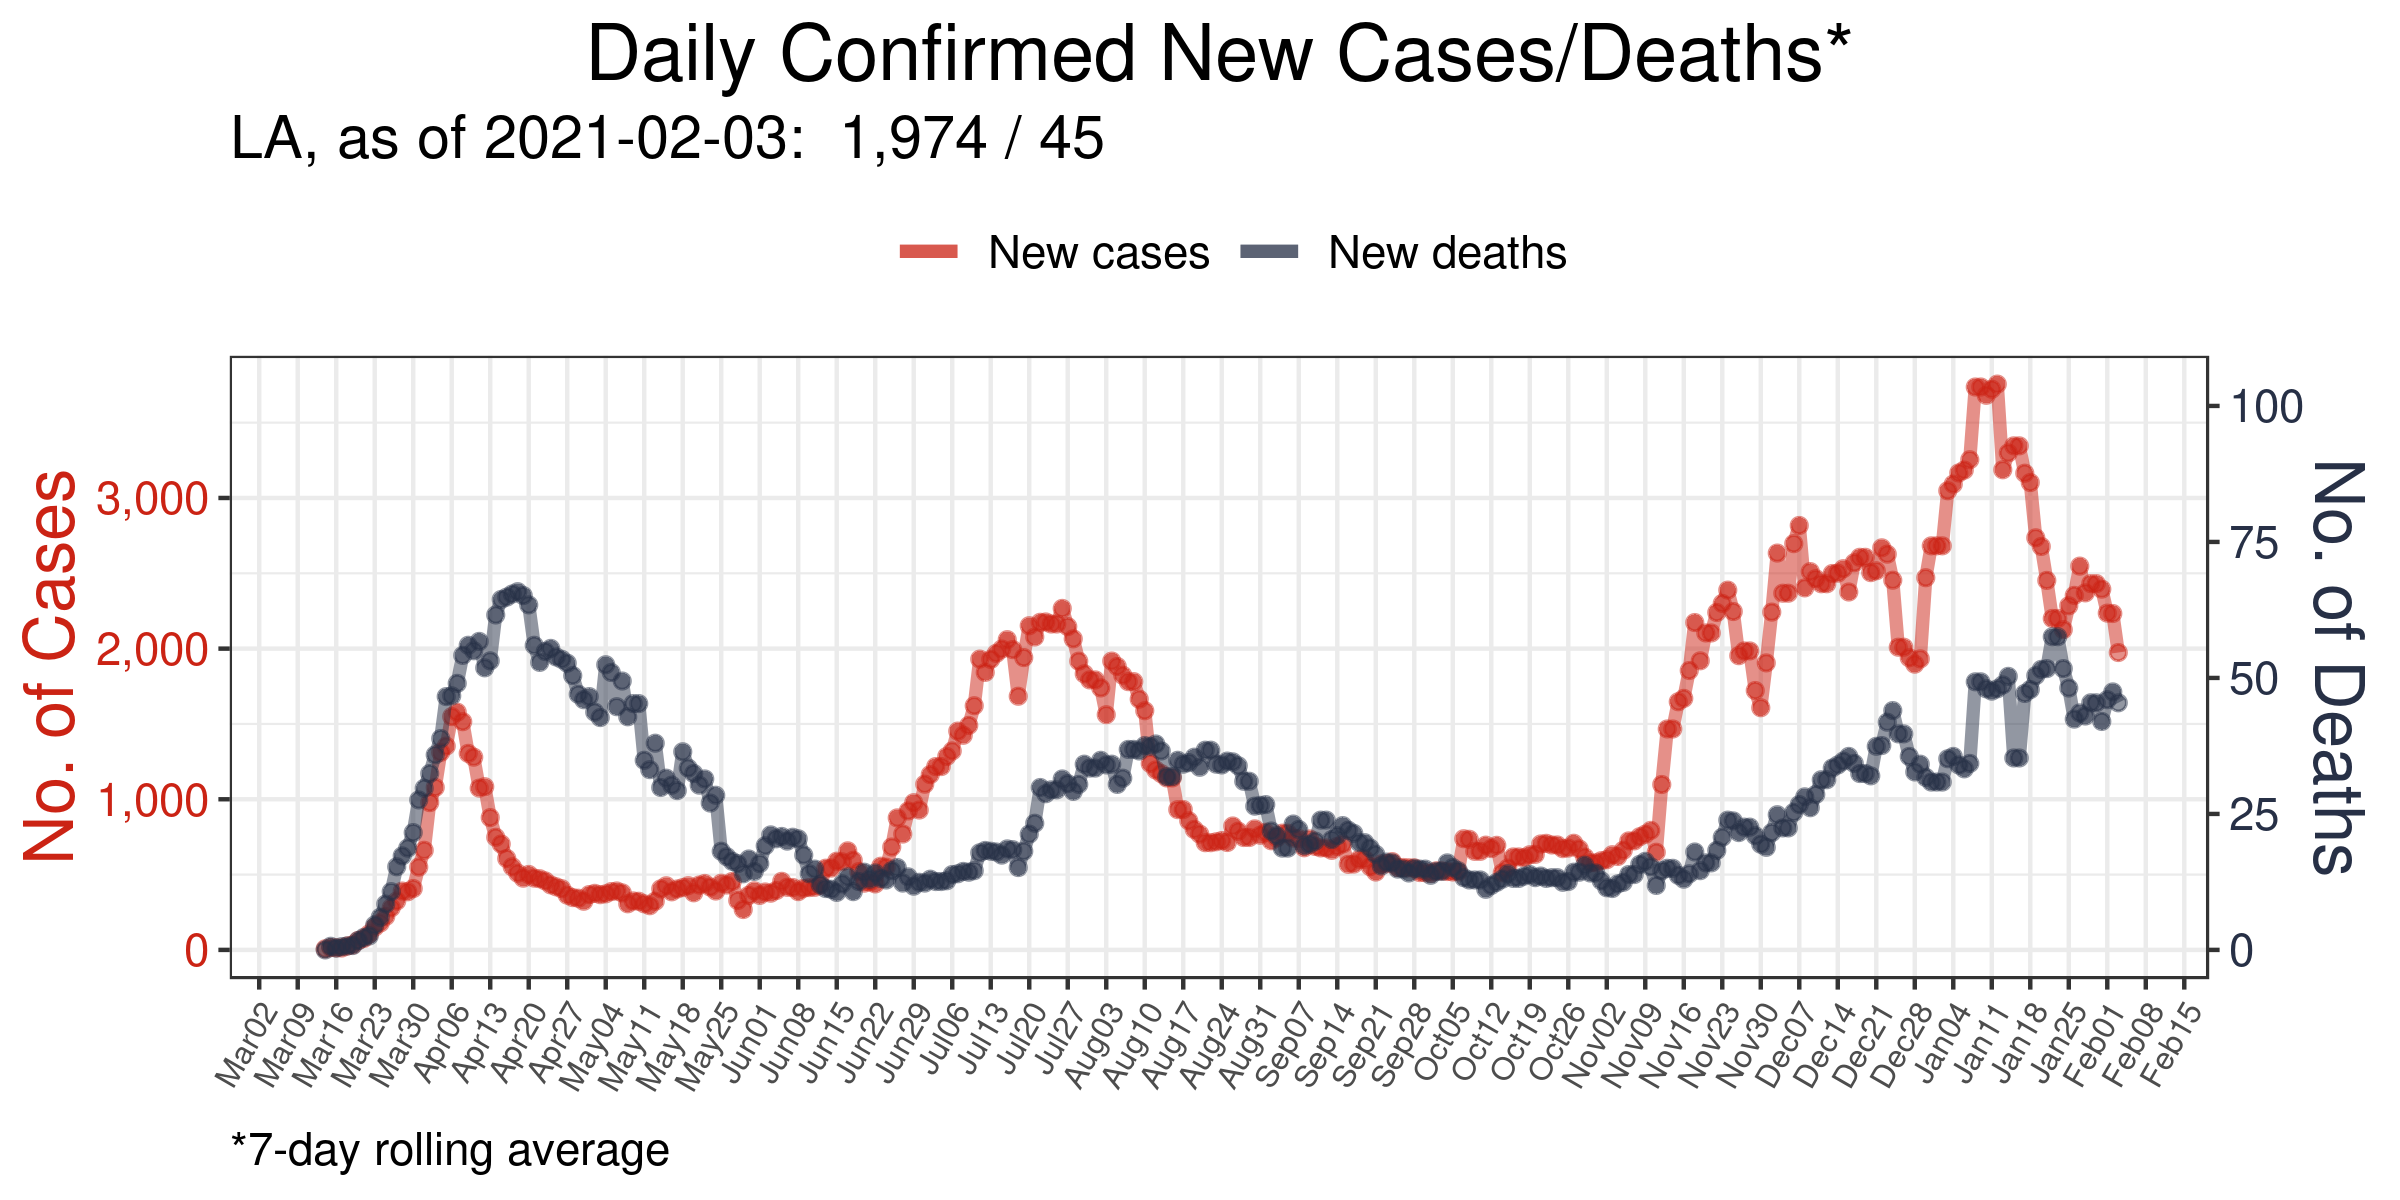 Daily Confirmed New Cases/Deaths*
LA, as of 2021-02-03:  1,974 / 45
New cases
New deaths
No. of Cases
3,000
2,000
1,000
0
No. of Deaths
100
75
50
25
0
Mar02
Mar09
Mar16
Mar23
Mar30
Apr06
Apr13
Apr20
Apr27
May04
May11
May18
May25
Jun01
Jun08
Jun15
Jun22
Jun29
Jul06
Jul13
Jul20
Jul27
Aug03
Aug10
Aug17
Aug24
Aug31
Sep07
Sep14
Sep21
Sep28
Oct05
Oct12
Oct19
Oct26
Nov02
Nov09
Nov16
Nov23
Nov30
Dec07
Dec14
Dec21
Dec28
Jan04
Jan11
Jan18
Jan25
Feb01
Feb08
Feb15
*7-day rolling average